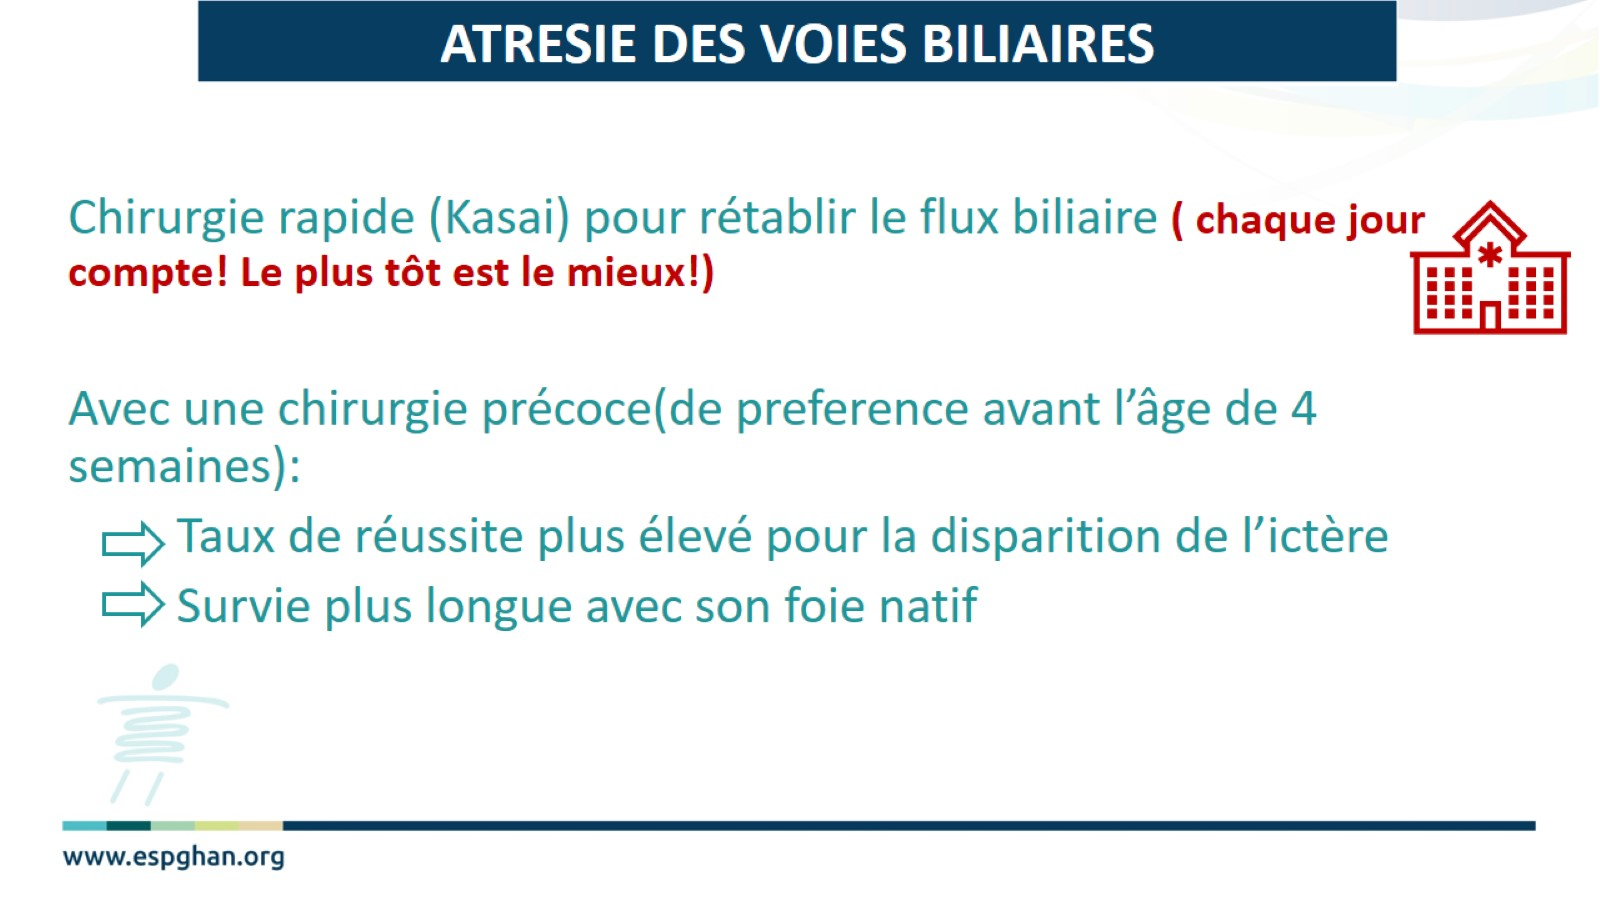 ATRESIE DES VOIES BILIAIRES
Chirurgie rapide (Kasai) pour rétablir le flux biliaire ( chaque jour
compte! Le plus tôt est le mieux!)
Avec une chirurgie précoce(de preference avant l’âge de 4
semaines):
Taux de réussite plus élevé pour la disparition de l’ictère
Survie plus longue avec son foie natif
www.espghan.org